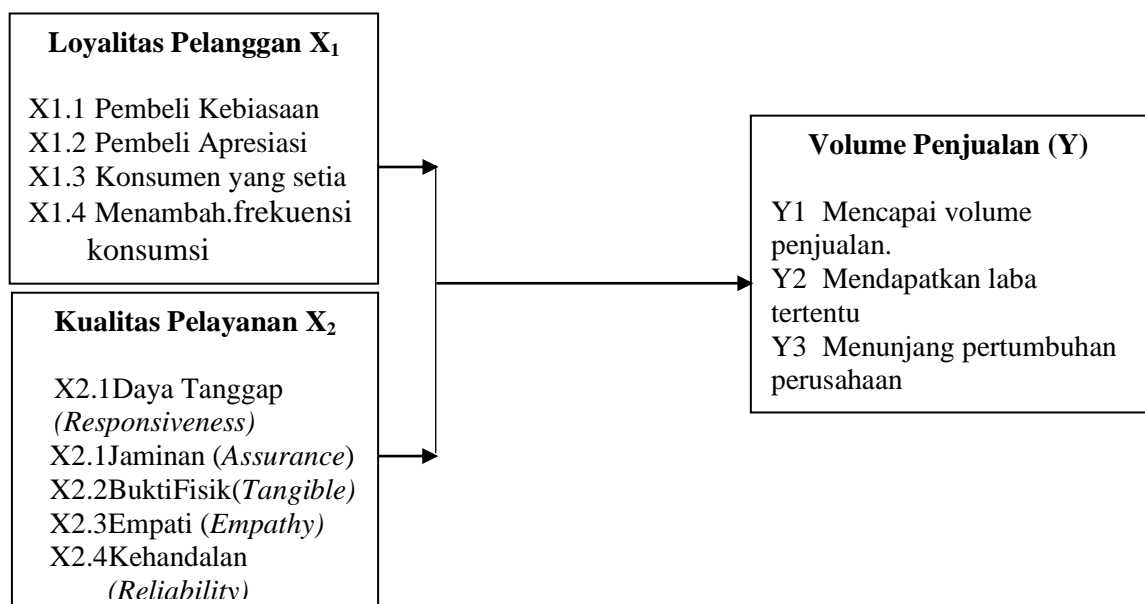 Loyalitas Pelanggan X₁
X1.1 Pembeli Kebiasaan
X1.2 Pembeli Apresiasi
X1.3 Konsumen yang setia
X1.4 Menambah.frekuensi
konsumsi
Kualitas Pelayanan X₂
X2.1Daya Tanggap
(Responsiveness)
X2.1Jaminan (Assurance)
X2.2BuktiFisik(Tangible)
X2.3Empati (Empathy)
X2.4Kehandalan
(Reliability)
Volume Penjualan (Y)
Y1 Mencapai volume
penjualan.
Y2 Mendapatkan laba
tertentu
Y3 Menunjang pertumbuhan
perusahaan